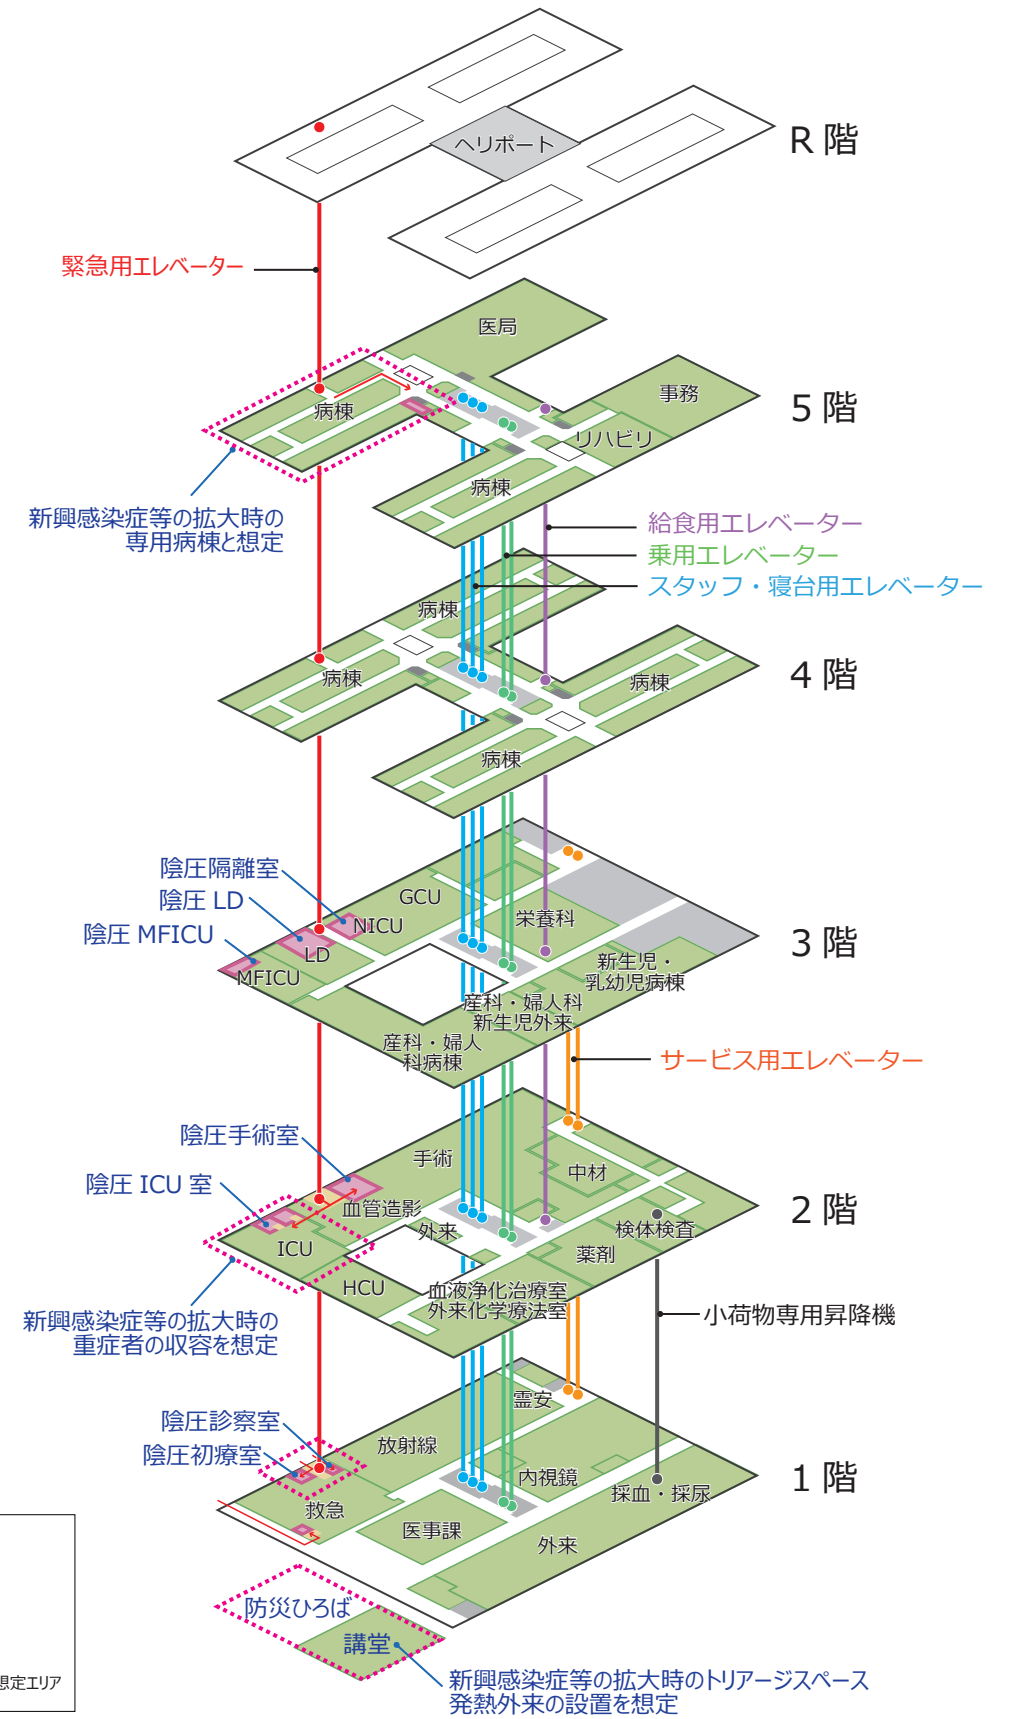 R 階
ヘリポート
緊急用エレベーター
医局
事務
5 階
病棟
リハビリ
病棟
新興感染症等の拡大時の
専用病棟と想定
給食用エレベーター
乗用エレベーター
スタッフ・寝台用エレベーター
病棟
4 階
病棟
病棟
病棟
陰圧隔離室
陰圧 LD
陰圧 MFICU
GCU
NICU
LD
MFICU
栄養科
3 階
新生児・
乳幼児病棟
産科・婦人科
新生児外来
産科・婦人
科病棟
サービス用エレベーター
陰圧手術室
陰圧 ICU 室
手術
中材
2 階
血管造影
外来
検体検査
薬剤
ICU
HCU
血液浄化治療室
外来化学療法室
新興感染症等の拡大時の
重症者の収容を想定
小荷物専用昇降機
陰圧診察室
陰圧初療室
霊安
放射線
内視鏡
採血・採尿
1 階
救急
医事課
外来
防災ひろば
講堂
新興感染症等の拡大時のトリアージスペース
発熱外来の設置を想定
想定エリア